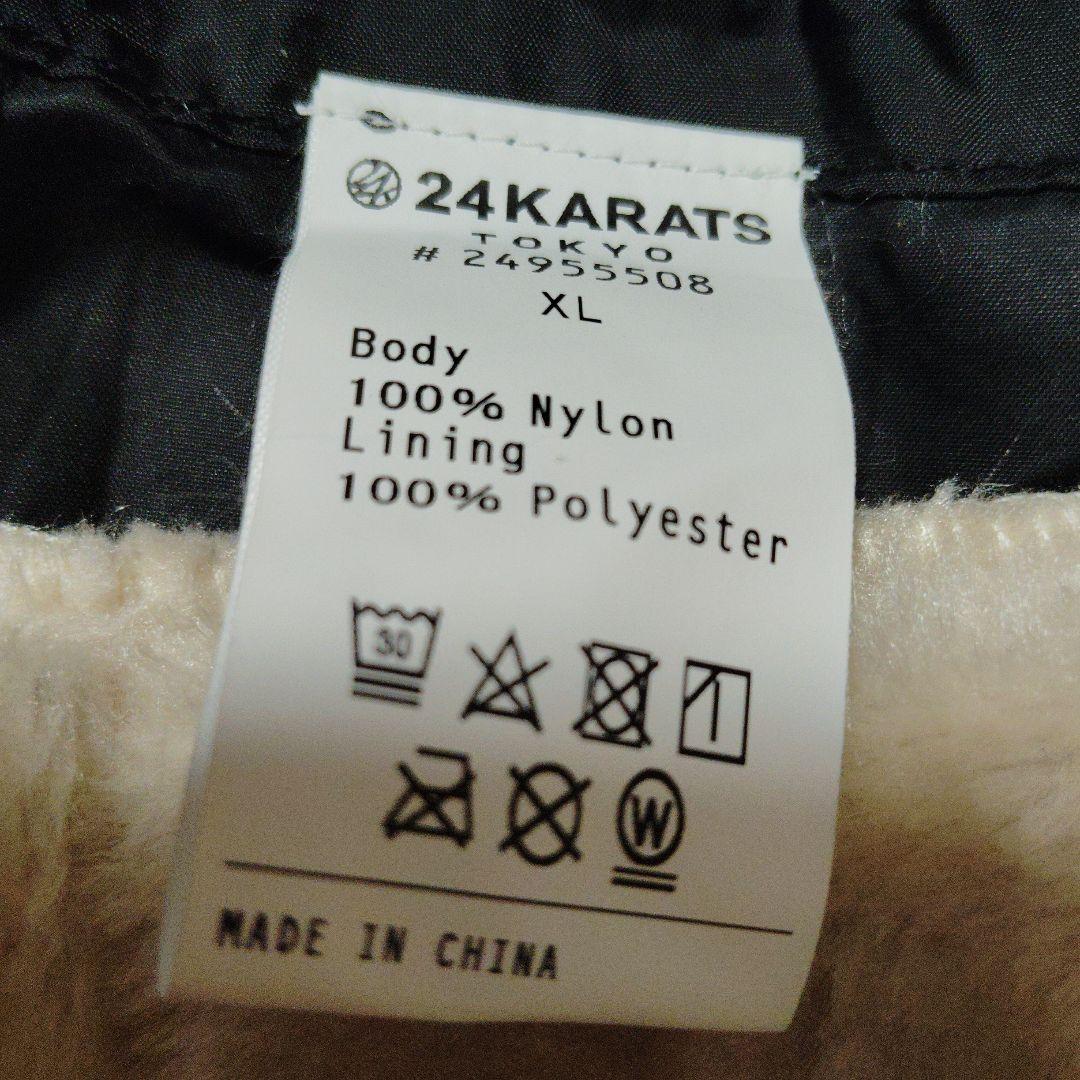 24KARATS
TOKYO
# 24955508
XL
Body
100% Nylon
Lining
100% Polyester
30
W
MADE IN CHINA